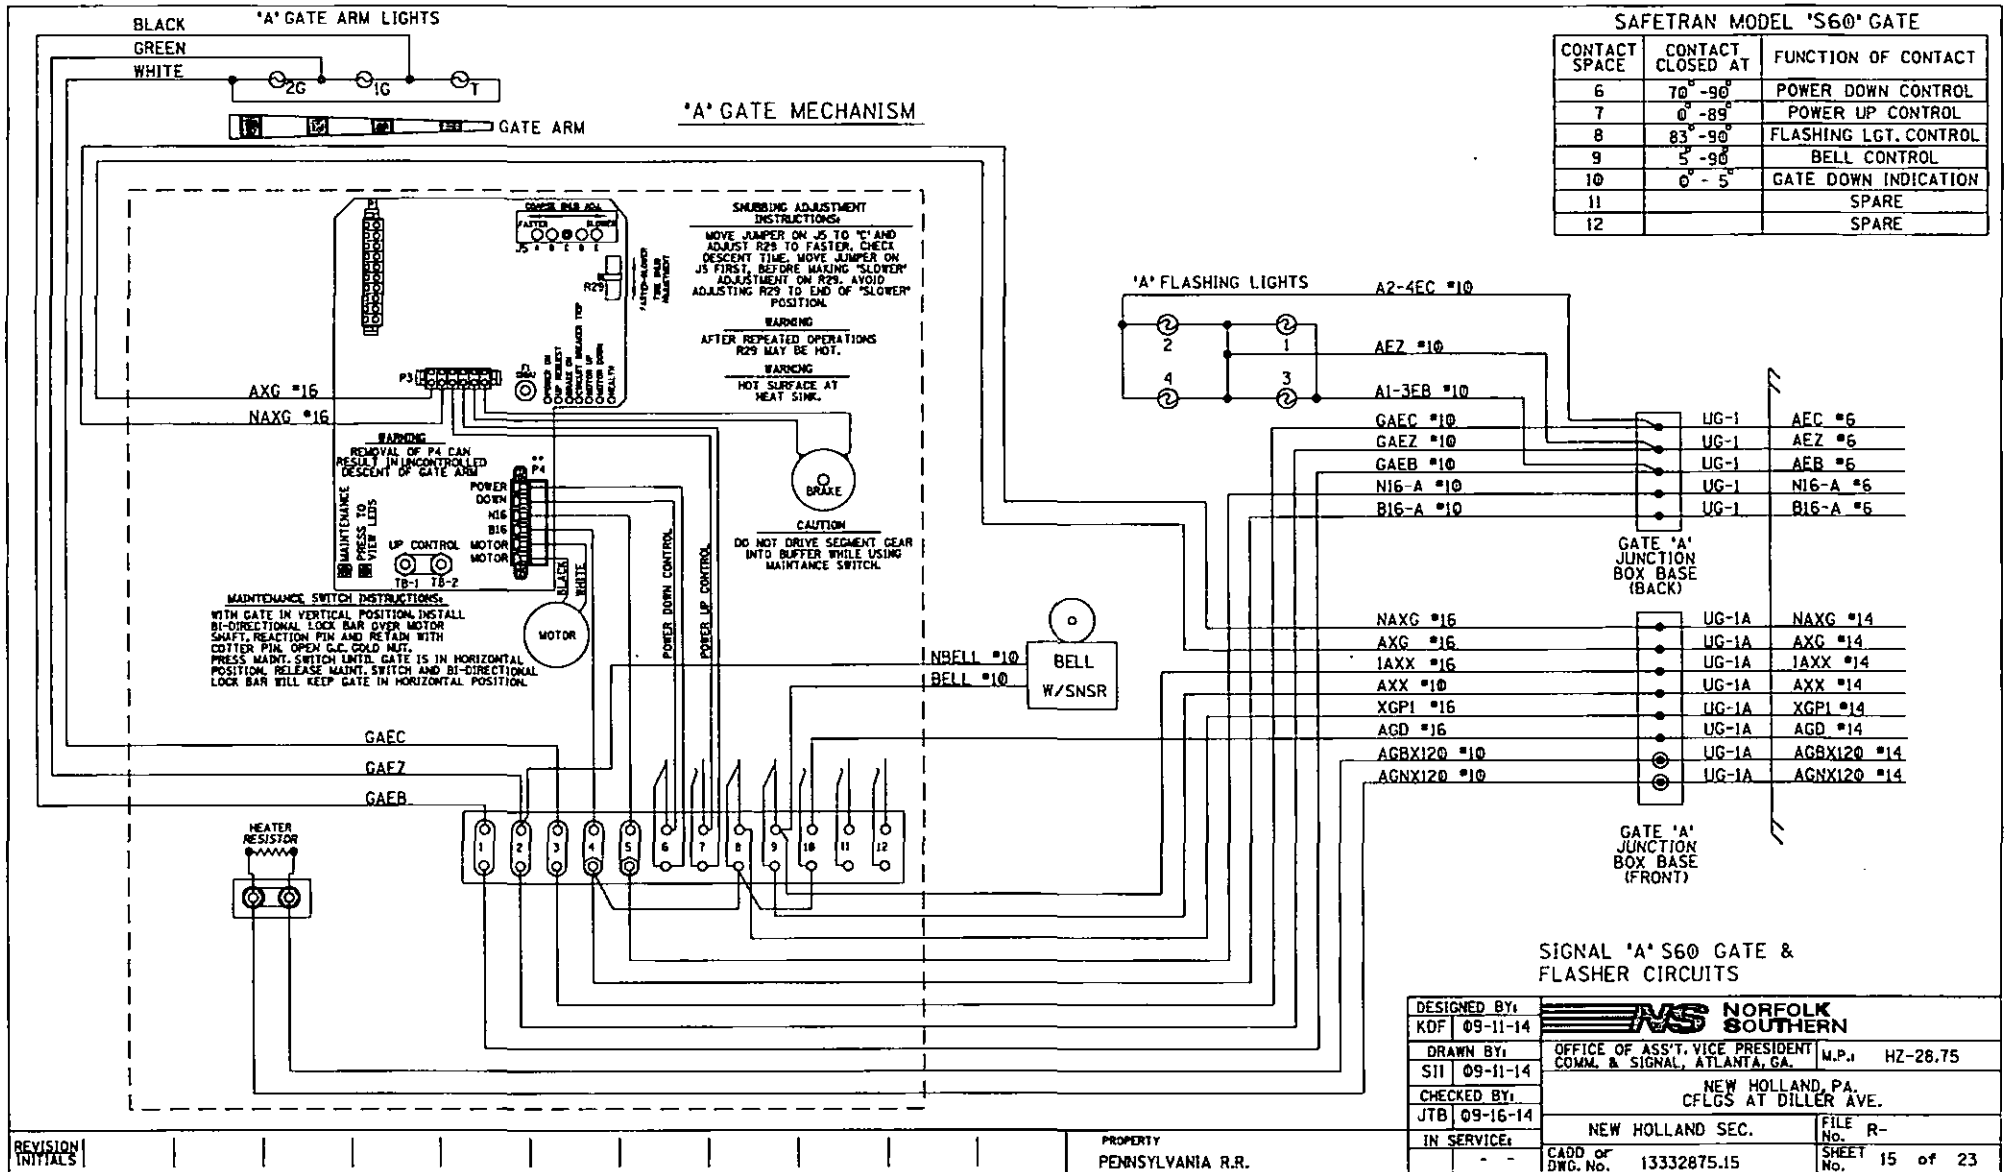 'A' GATE ARM LIGHTS
BLACK
GREEN
WHITE
2G
1G
T
GATE ARM
'A' GATE MECHANISM
SAFETRAN MODEL 'S60' GATE
CONTACT SPACE
CONTACT CLOSED AT
FUNCTION OF CONTACT
6 70° -90° POWER DOWN CONTROL
7 0° -89° POWER UP CONTROL
8 83° -90° FLASHING LGT. CONTROL
9 5° -90° BELL CONTROL
10 0° - 5° GATE DOWN INDICATION
11 SPARE
12 SPARE
FASTER
SLOWER
J5 A B C D E
R29
SNUBBING ADJUSTMENT
INSTRUCTIONS:
MOVE JUMPER ON J5 TO 'C' AND
ADJUST R29 TO FASTER. CHECK
DESCENT TIME. MOVE JUMPER ON
J5 FIRST, BEFORE MAKING "SLOWER"
ADJUSTMENT ON R29. AVOID
ADJUSTING R29 TO END OF "SLOWER"
POSITION.
WARNING
AFTER REPEATED OPERATIONS
R29 MAY BE HOT.
WARNING
HOT SURFACE AT
HEAT SINK.
POWER ON
UP REQUEST
BRAKE ON
CIRCUIT BREAKER TRIP
MOTOR UP
MOTOR DOWN
HEALTH
P3
AXG #16
NAXG #16
WARNING
REMOVAL OF P4 CAN
RESULT IN UNCONTROLLED
DESCENT OF GATE ARM
** P4
POWER
DOWN
N16
B16
MOTOR
MOTOR
MAINTENANCE
PRESS TO
VIEW LEDS
UP CONTROL
TB-1 TB-2
BLACK
WHITE
MOTOR
BRAKE
CAUTION
DO NOT DRIVE SEGMENT GEAR
INTO BUFFER WHILE USING
MAINTANCE SWITCH.
POWER DOWN CONTROL
POWER UP CONTROL
MAINTENANCE SWITCH INSTRUCTIONS:
WITH GATE IN VERTICAL POSITION, INSTALL
BI-DIRECTIONAL LOCK BAR OVER MOTOR
SHAFT, REACTION PIN AND RETAIN WITH
COTTER PIN. OPEN G.C. GOLD NUT.
PRESS MAINT. SWITCH UNTIL GATE IS IN HORIZONTAL
POSITION, RELEASE MAINT. SWITCH AND BI-DIRECTIONAL
LOCK BAR WILL KEEP GATE IN HORIZONTAL POSITION.
NBELL #10
BELL #10
BELL
W/SNSR
GAEC
GAEZ
GAEB
HEATER
RESISTOR
1 2 3 4 5 6 7 8 9 10 11 12
'A' FLASHING LIGHTS
2 1
4 3
A2-4EC #10
AEZ #10
A1-3EB #10
GAEC #10 UG-1 AEC #6
GAEZ #10 UG-1 AEZ #6
GAEB #10 UG-1 AEB #6
N16-A #10 UG-1 N16-A #6
B16-A #10 UG-1 B16-A #6
GATE 'A'
JUNCTION
BOX BASE
(BACK)
NAXG #16 UG-1A NAXG #14
AXG #16 UG-1A AXG #14
1AXX #16 UG-1A 1AXX #14
AXX #10 UG-1A AXX #14
XGP1 #16 UG-1A XGP1 #14
AGD #16 UG-1A AGD #14
AGBX120 #10 UG-1A AGBX120 #14
AGNX120 #10 UG-1A AGNX120 #14
GATE 'A'
JUNCTION
BOX BASE
(FRONT)
SIGNAL 'A' S60 GATE &
FLASHER CIRCUITS
DESIGNED BY:
KDF 09-11-14
DRAWN BY:
SII 09-11-14
CHECKED BY:
JTB 09-16-14
IN SERVICE:
- -
NS NORFOLK
SOUTHERN
OFFICE OF ASS'T. VICE PRESIDENT
COMM. & SIGNAL, ATLANTA, GA.
M.P.: HZ-28.75
NEW HOLLAND, PA.
CFLGS AT DILLER AVE.
NEW HOLLAND SEC.
FILE No. R-
CADD or DWG. No. 13332875.15
SHEET No. 15 of 23
REVISION
INITIALS
PROPERTY
PENNSYLVANIA R.R.